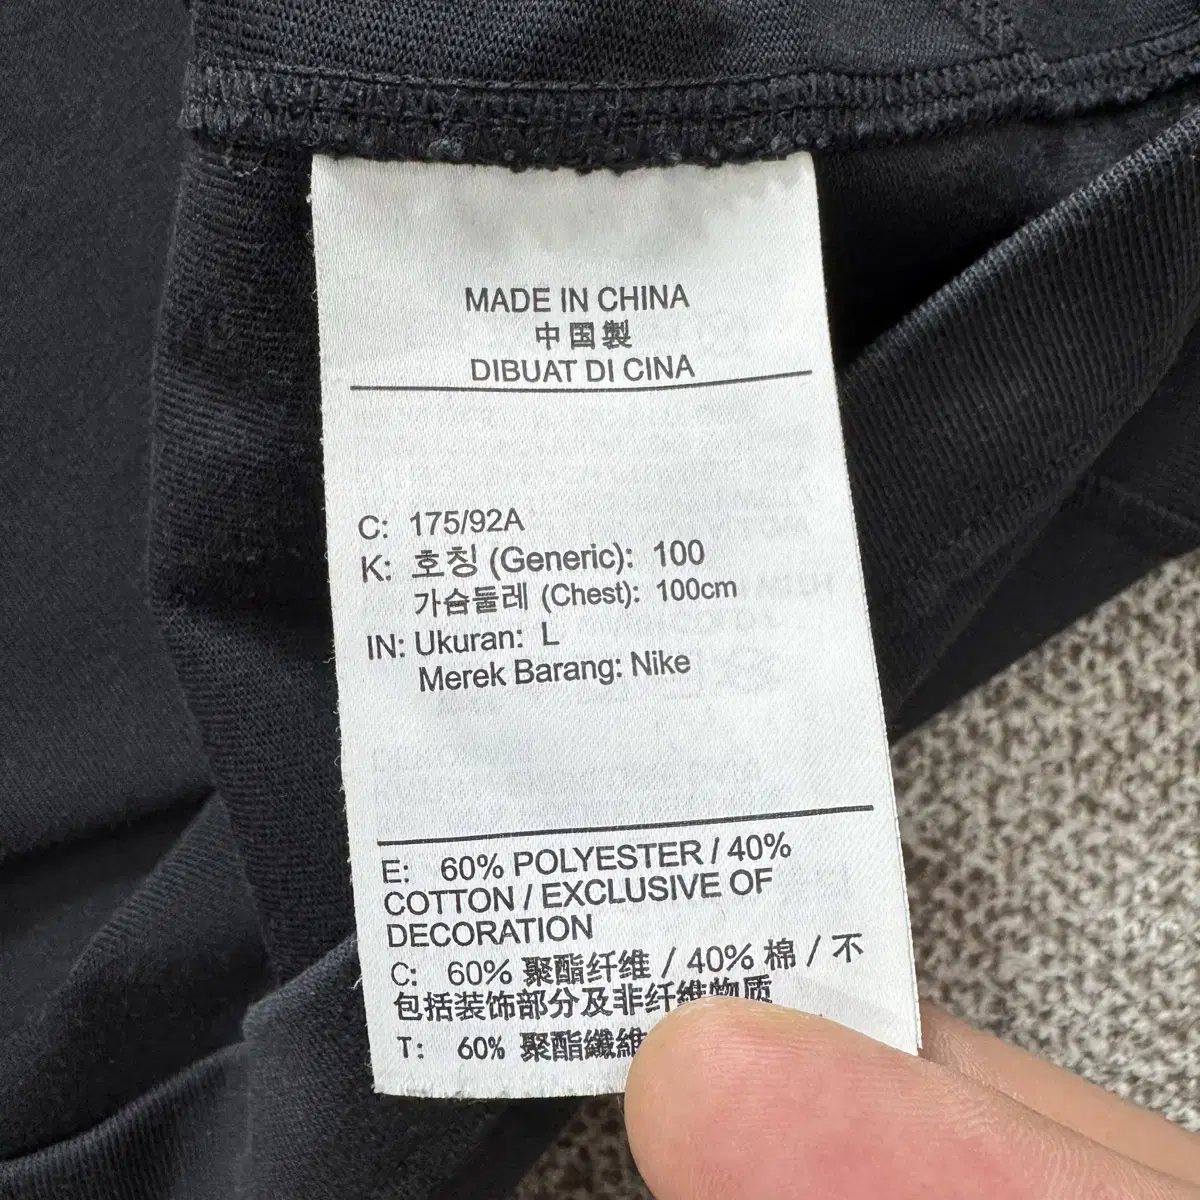 MADE IN CHINA
中国製
DIBUAT DI CINA
C: 175/92A
K: 호칭 (Generic): 100
가슴둘레 (Chest): 100cm
IN: Ukuran: L
Merek Barang: Nike
E: 60% POLYESTER / 40%
COTTON / EXCLUSIVE OF
DECORATION
C: 60% 聚酯纤维 / 40% 棉 / 不
包括装饰部分及非纤维物质
T: 60% 聚酯纖維